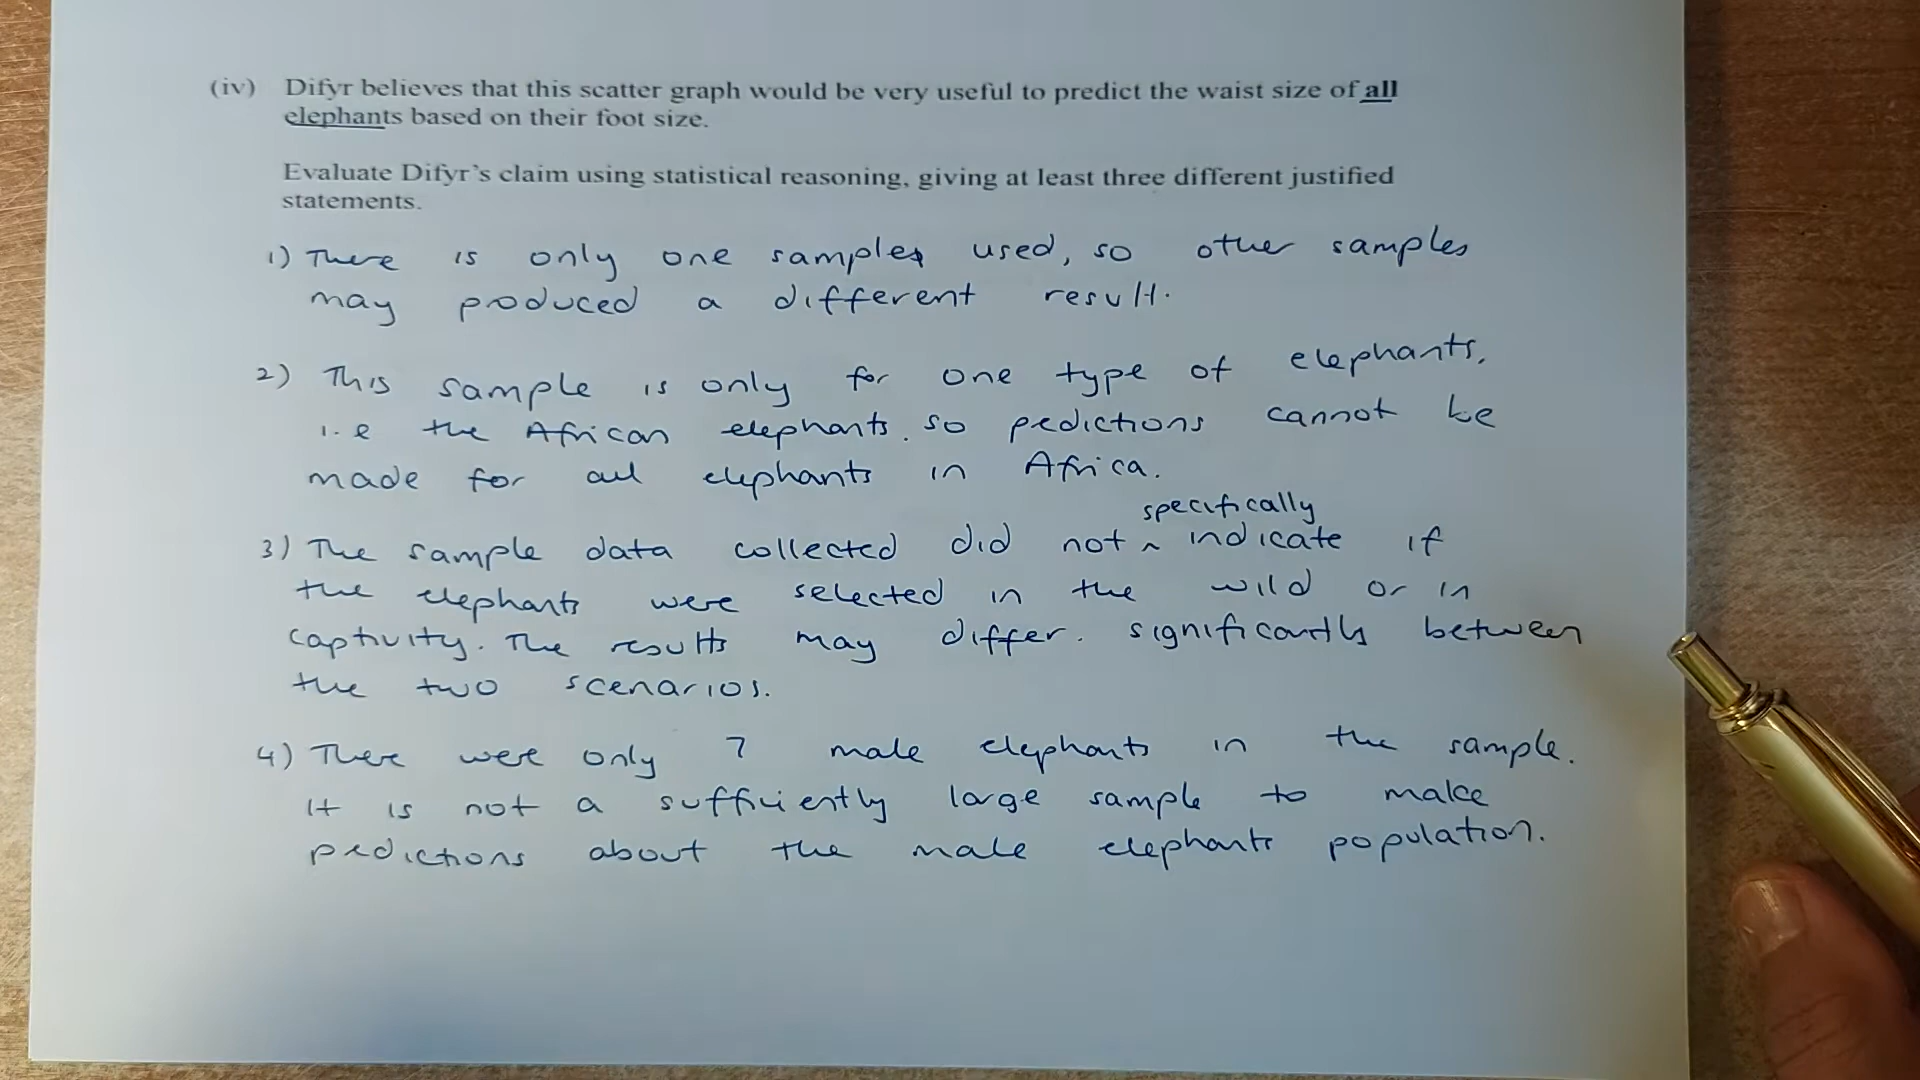 (iv) Difyr believes that this scatter graph would be very useful to predict the waist size of all
elephants based on their foot size.
Evaluate Difyr's claim using statistical reasoning, giving at least three different justified
statements.
1) There is only one sample used, so other samples
may produced a different result.
2) This sample is only for one type of elephants,
i.e the African elephants. so pedictions cannot be
made for all elephants in Africa.
specifically
3) The sample data collected did not ^ indicate if
the elephants were selected in the wild or in
captivity. The results may differ. significantly between
the two scenarios.
4) There were only 7 male elephants in the sample.
It is not a sufficiently large sample to make
pedictions about the male elephants population.